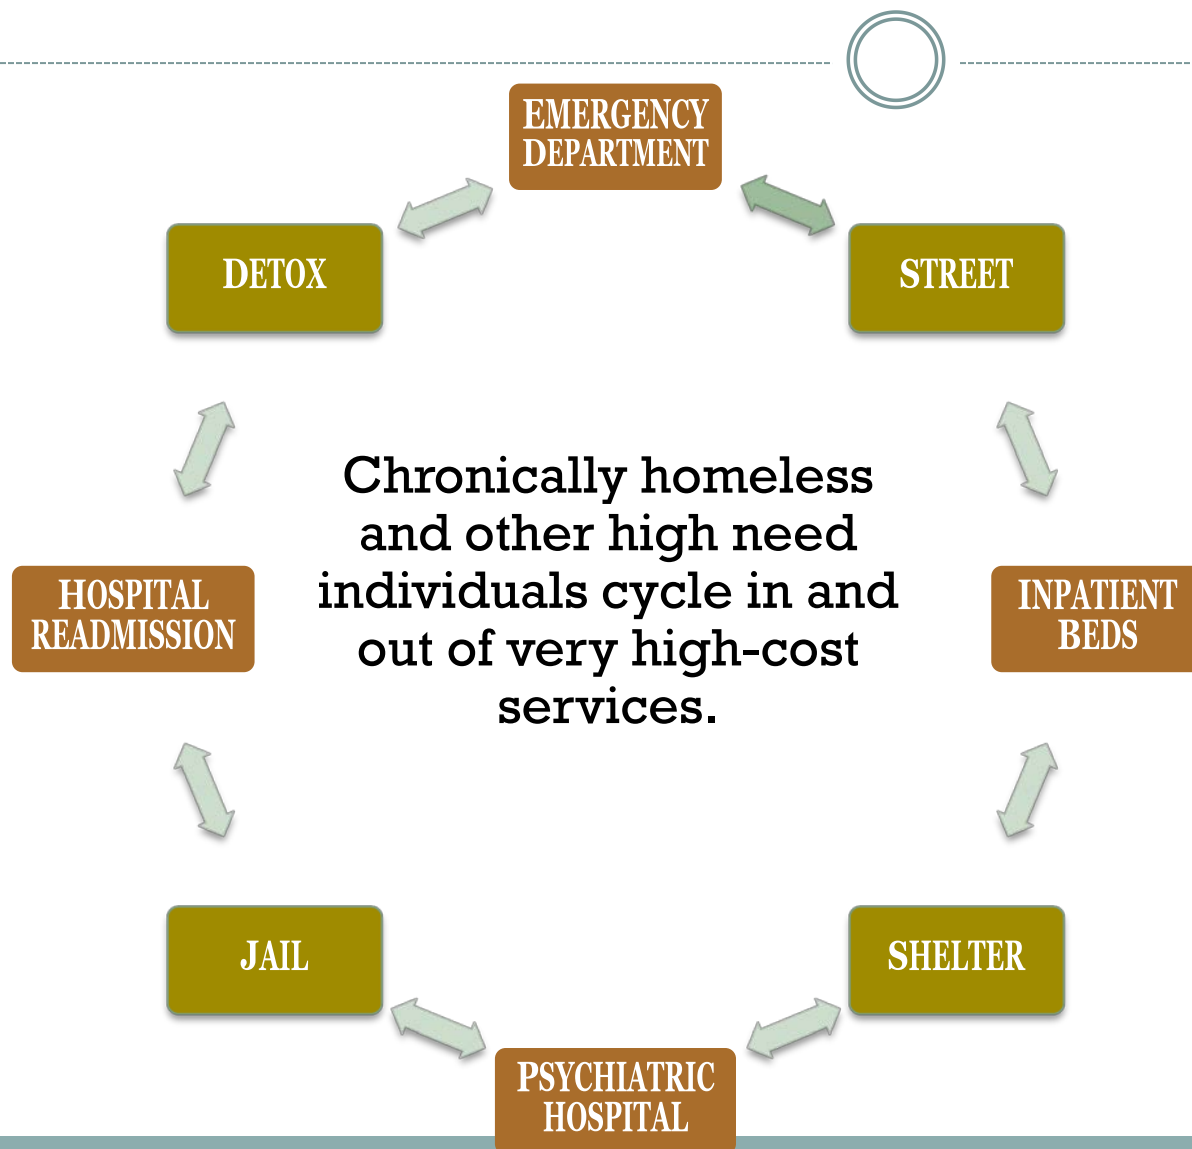 EMERGENCY
DEPARTMENT
DETOX
STREET
Chronically homeless
and other high need
individuals cycle in and
out of very high-cost
services.
HOSPITAL
READMISSION
INPATIENT
BEDS
JAIL
SHELTER
PSYCHIATRIC
HOSPITAL